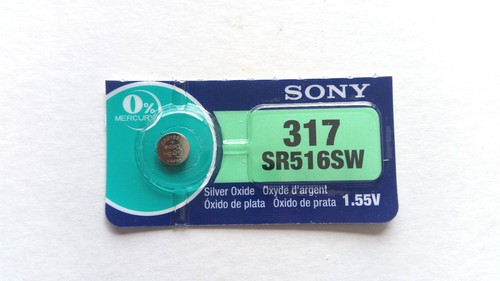 SONY
0%
MERCURY
317
SR516SW
Silver Oxide Oxyde d'argent
Óxido de plata Óxido de prata 1.55V